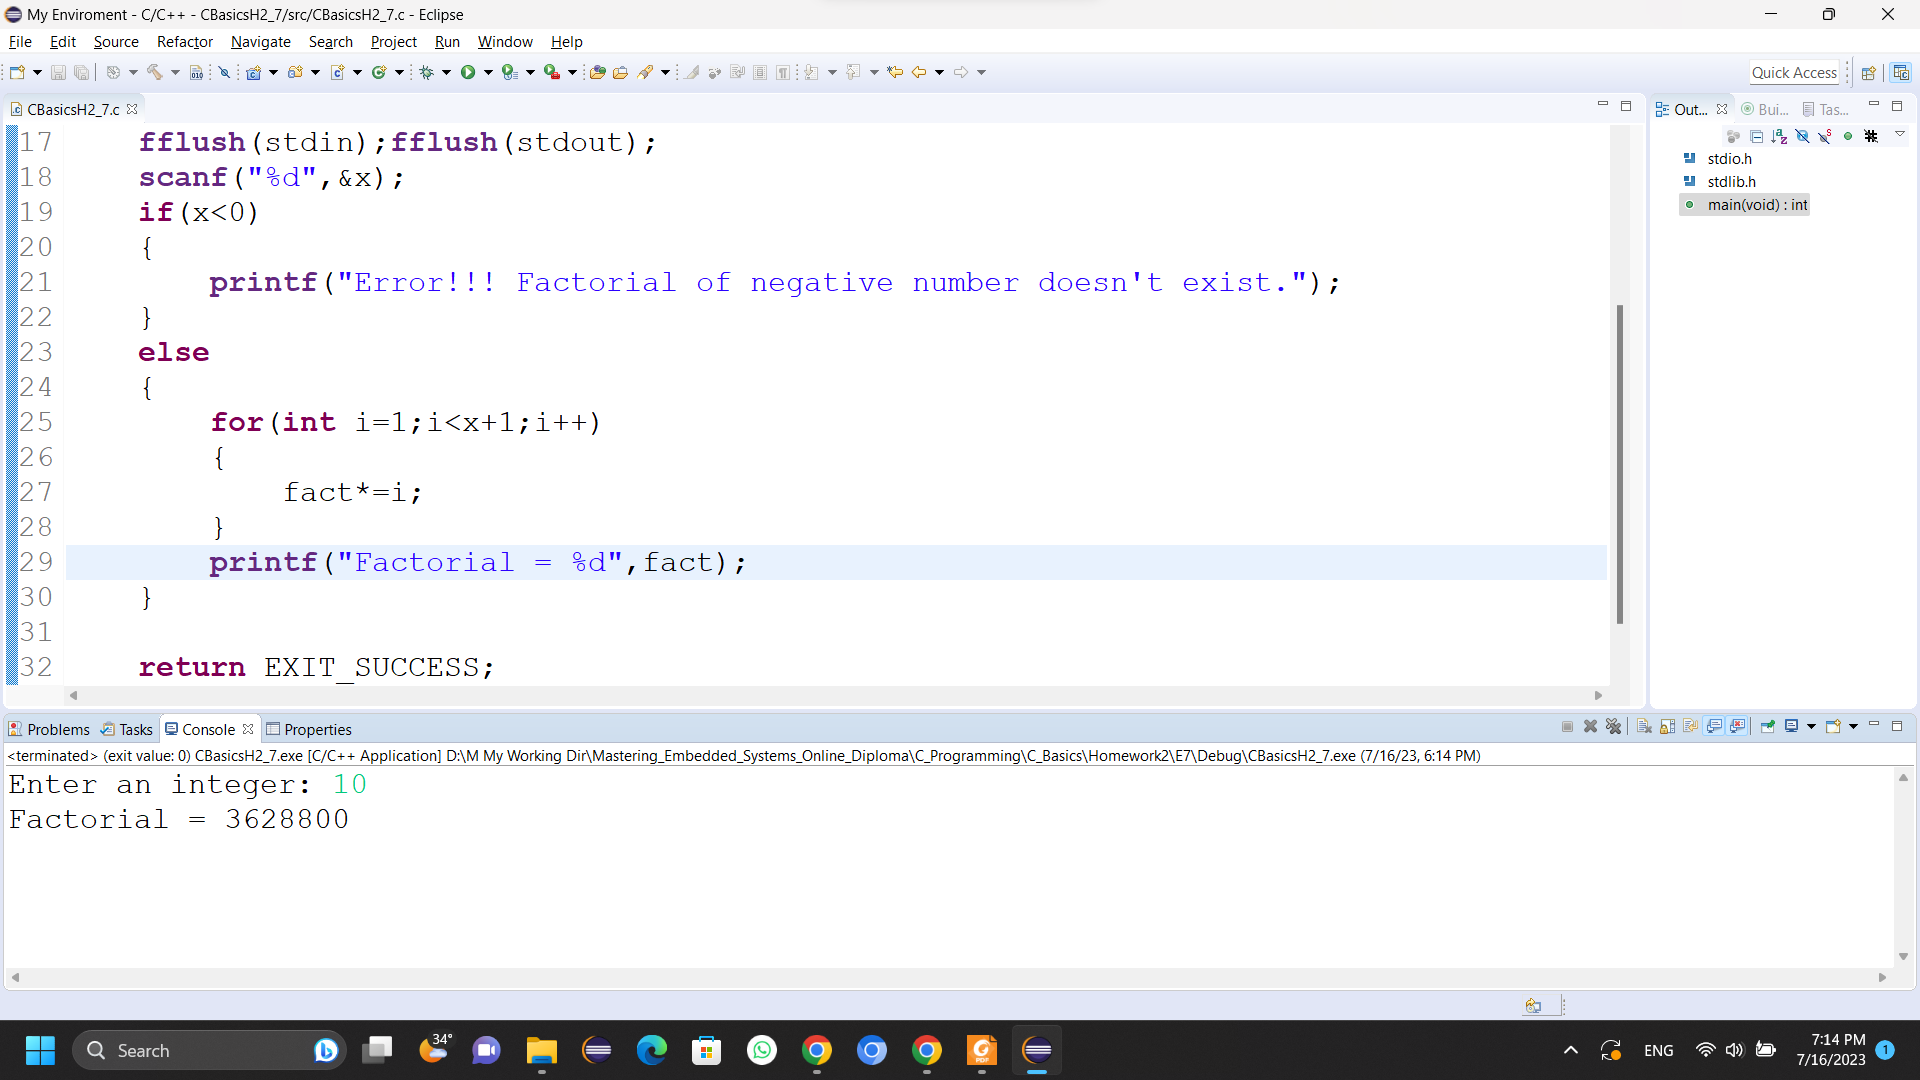 My Enviroment - C/C++ - CBasicsH2_7/src/CBasicsH2_7.c - Eclipse
File Edit Source Refactor Navigate Search Project Run Window Help
Quick Access
CBasicsH2_7.c
Out... Bui... Tas...
17 fflush(stdin);fflush(stdout);
18 scanf("%d",&x);
19 if(x<0)
20 {
21 printf("Error!!! Factorial of negative number doesn't exist.");
22 }
23 else
24 {
25 for(int i=1;i<x+1;i++)
26 {
27 fact*=i;
28 }
29 printf("Factorial = %d",fact);
30 }
31
32 return EXIT_SUCCESS;
stdio.h
stdlib.h
main(void) : int
Problems Tasks Console Properties
<terminated> (exit value: 0) CBasicsH2_7.exe [C/C++ Application] D:\M My Working Dir\Mastering_Embedded_Systems_Online_Diploma\C_Programming\C_Basics\Homework2\E7\Debug\CBasicsH2_7.exe (7/16/23, 6:14 PM)
Enter an integer: 10
Factorial = 3628800
Search
34°
ENG
7:14 PM
7/16/2023
1